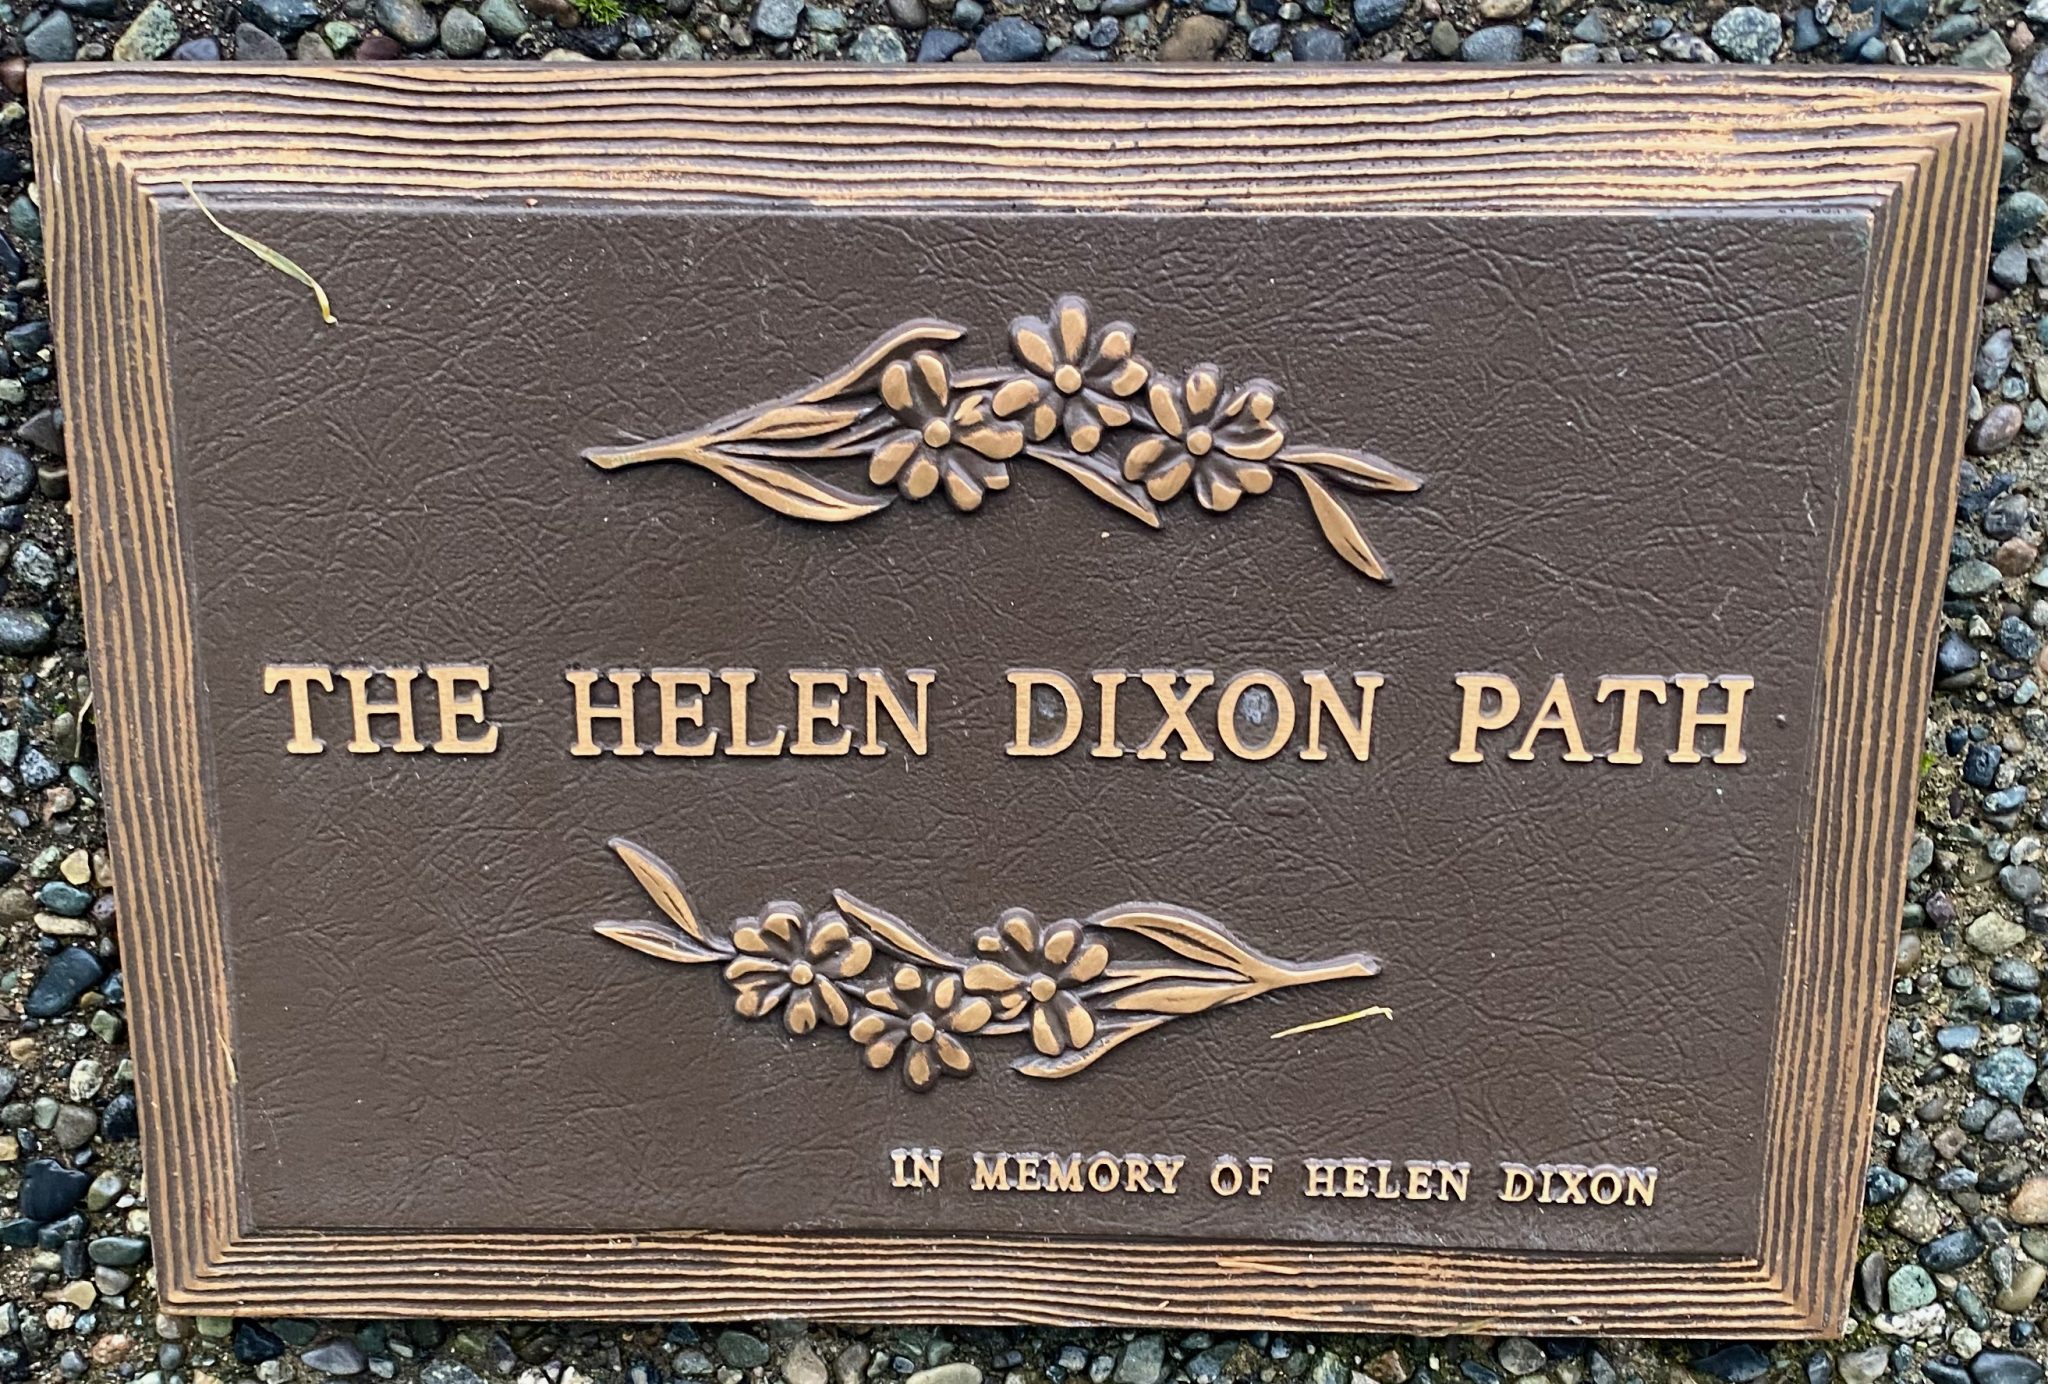 THE HELEN DIXON PATH
IN MEMORY OF HELEN DIXON